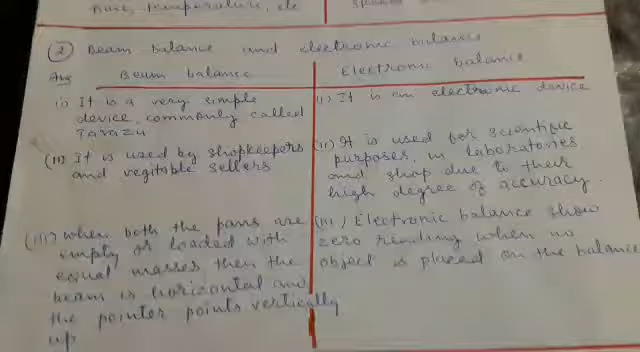 temperature, etc
(2) Beam balance and electronic balance
Ans
Beam balance
(i) It is a very simple
device, commonly called
Tarazu
(ii) It is used by shopkeepers
and vegitable sellers
(iii) when both the pans are
empty or loaded with
equal masses then the
beam is horizontal and
the pointer points vertically
up
Electronic balance
(i) It is an electronic device
(ii) It is used for scientific
purposes, in laboratories
and shop due to their
high degree of accuracy.
(iii) Electronic balance show
zero reading when no
object is placed on the balance